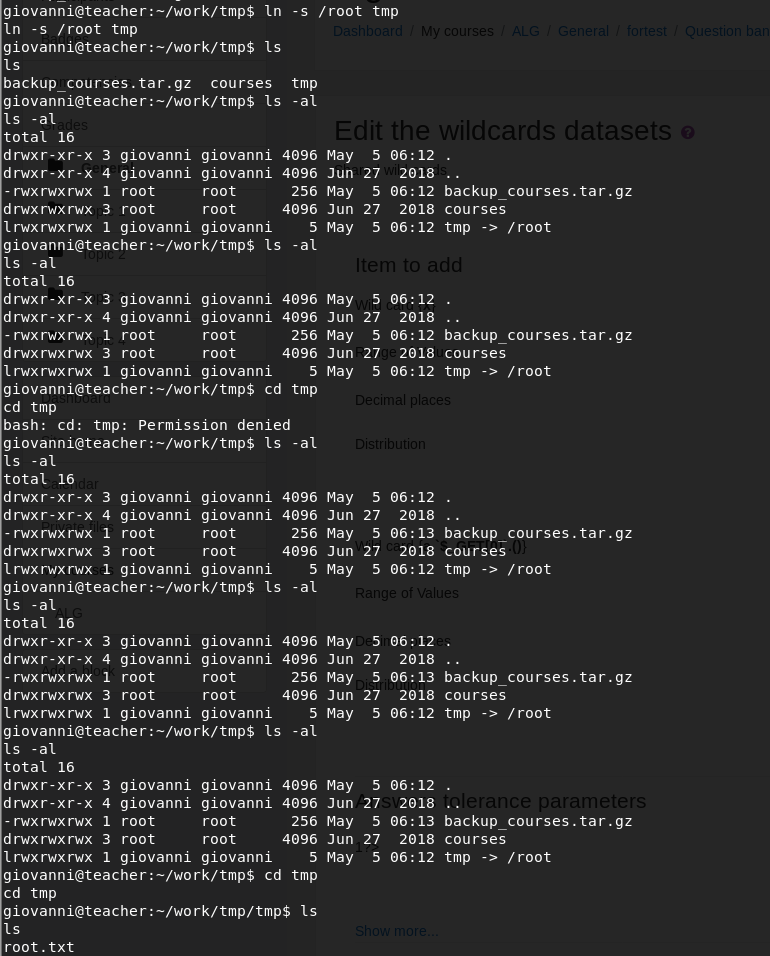 giovanni@teacher:~/work/tmp$ ln -s /root tmp
ln -s /root tmp
giovanni@teacher:~/work/tmp$ ls
ls
backup_courses.tar.gz  courses  tmp
giovanni@teacher:~/work/tmp$ ls -al
ls -al
total 16
drwxr-xr-x 3 giovanni giovanni 4096 May  5 06:12 .
drwxr-xr-x 4 giovanni giovanni 4096 Jun 27  2018 ..
-rwxrwxrwx 1 root     root      256 May  5 06:12 backup_courses.tar.gz
drwxrwxrwx 3 root     root     4096 Jun 27  2018 courses
lrwxrwxrwx 1 giovanni giovanni    5 May  5 06:12 tmp -> /root
giovanni@teacher:~/work/tmp$ ls -al
ls -al
total 16
drwxr-xr-x 3 giovanni giovanni 4096 May  5 06:12 .
drwxr-xr-x 4 giovanni giovanni 4096 Jun 27  2018 ..
-rwxrwxrwx 1 root     root      256 May  5 06:12 backup_courses.tar.gz
drwxrwxrwx 3 root     root     4096 Jun 27  2018 courses
lrwxrwxrwx 1 giovanni giovanni    5 May  5 06:12 tmp -> /root
giovanni@teacher:~/work/tmp$ cd tmp
cd tmp
bash: cd: tmp: Permission denied
giovanni@teacher:~/work/tmp$ ls -al
ls -al
total 16
drwxr-xr-x 3 giovanni giovanni 4096 May  5 06:12 .
drwxr-xr-x 4 giovanni giovanni 4096 Jun 27  2018 ..
-rwxrwxrwx 1 root     root      256 May  5 06:13 backup_courses.tar.gz
drwxrwxrwx 3 root     root     4096 Jun 27  2018 courses
lrwxrwxrwx 1 giovanni giovanni    5 May  5 06:12 tmp -> /root
giovanni@teacher:~/work/tmp$ ls -al
ls -al
total 16
drwxr-xr-x 3 giovanni giovanni 4096 May  5 06:12 .
drwxr-xr-x 4 giovanni giovanni 4096 Jun 27  2018 ..
-rwxrwxrwx 1 root     root      256 May  5 06:13 backup_courses.tar.gz
drwxrwxrwx 3 root     root     4096 Jun 27  2018 courses
lrwxrwxrwx 1 giovanni giovanni    5 May  5 06:12 tmp -> /root
giovanni@teacher:~/work/tmp$ ls -al
ls -al
total 16
drwxr-xr-x 3 giovanni giovanni 4096 May  5 06:12 .
drwxr-xr-x 4 giovanni giovanni 4096 Jun 27  2018 ..
-rwxrwxrwx 1 root     root      256 May  5 06:13 backup_courses.tar.gz
drwxrwxrwx 3 root     root     4096 Jun 27  2018 courses
lrwxrwxrwx 1 giovanni giovanni    5 May  5 06:12 tmp -> /root
giovanni@teacher:~/work/tmp$ cd tmp
cd tmp
giovanni@teacher:~/work/tmp/tmp$ ls
ls
root.txt
Dashboard / My courses / ALG / General / fortest / Question ban
Edit the wildcards datasets
Item to add
Decimal places
Distribution
Range of Values
Distribution
Answers tolerance parameters
Show more...
Grades
General
Topic 2
Dashboard
Calendar
Private files
ALG
Add a block